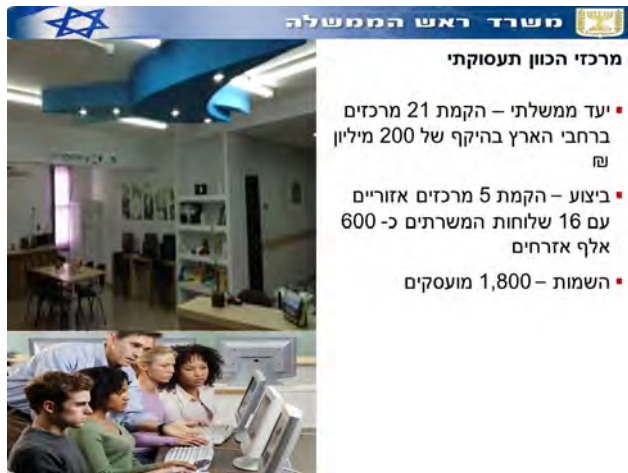 משרד ראש הממשלה
מרכזי הכוון תעסוקתי
▪ יעד ממשלתי – הקמת 21 מרכזים
ברחבי הארץ בהיקף של 200 מיליון
₪
▪ ביצוע – הקמת 5 מרכזים אזוריים
עם 16 שלוחות המשרתים כ- 600
אלף אזרחים
▪ השמות – 1,800 מועסקים